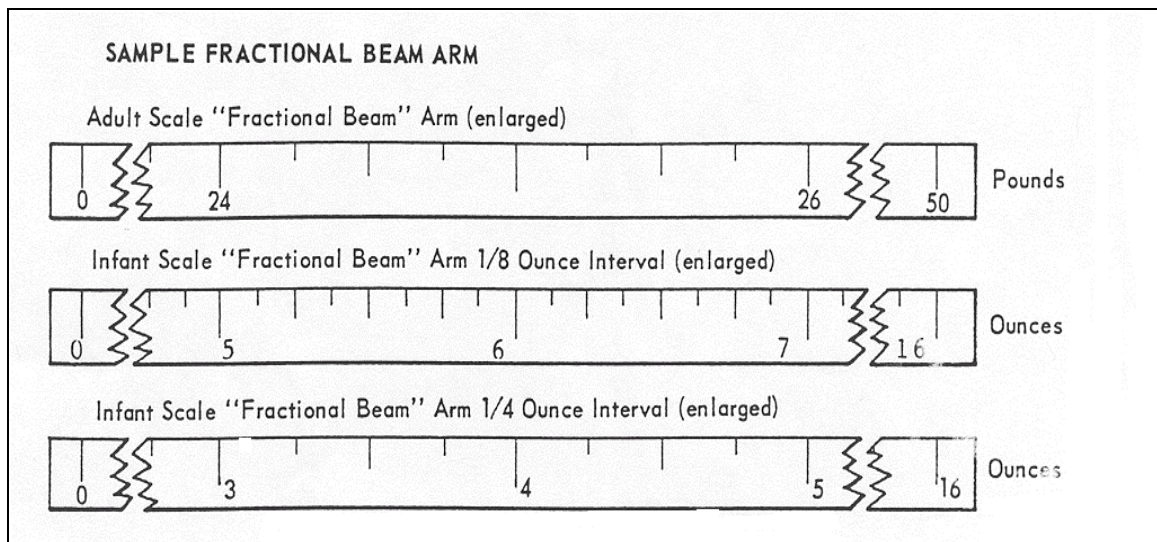 SAMPLE FRACTIONAL BEAM ARM
Adult Scale "Fractional Beam" Arm (enlarged)
0 24 26 50 Pounds
Infant Scale "Fractional Beam" Arm 1/8 Ounce Interval (enlarged)
0 5 6 7 16 Ounces
Infant Scale "Fractional Beam" Arm 1/4 Ounce Interval (enlarged)
0 3 4 5 16 Ounces